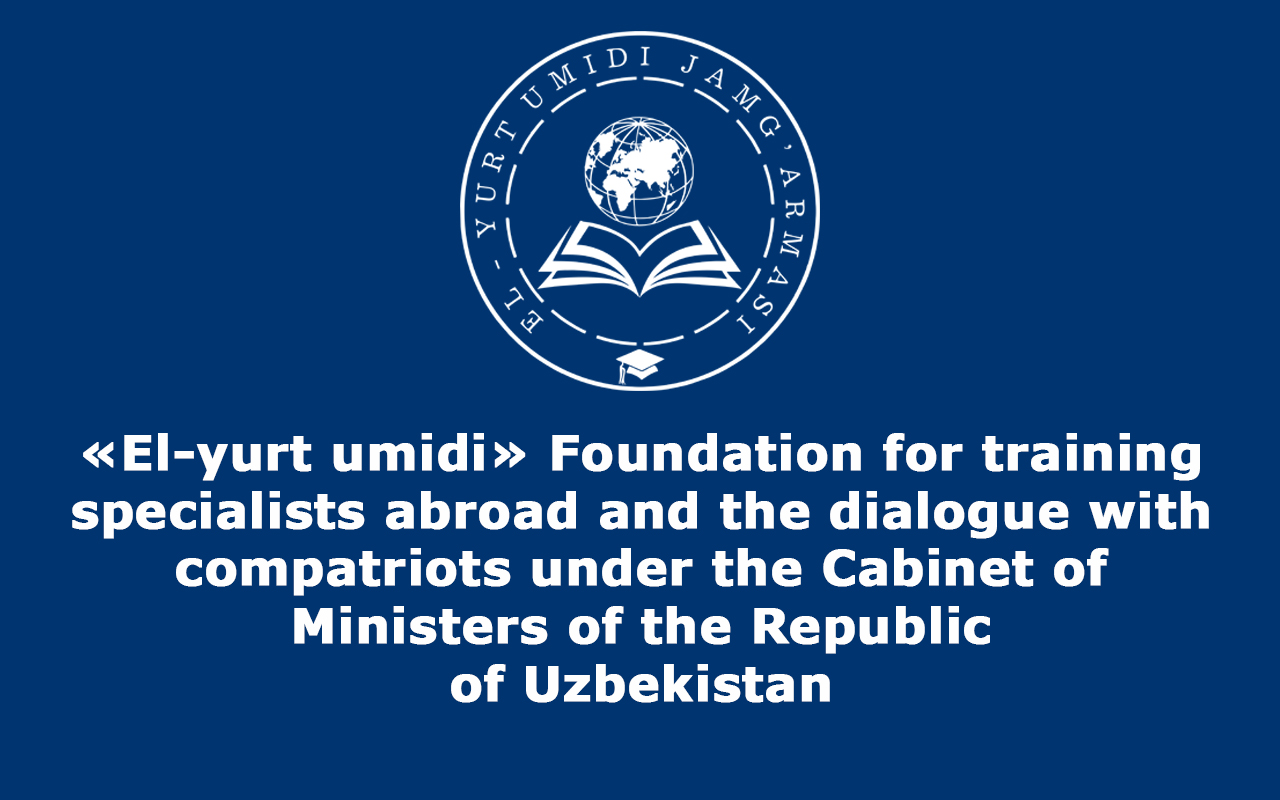 EL - YURT UMIDI JAMG'ARMASI
«El-yurt umidi» Foundation for training
specialists abroad and the dialogue with
compatriots under the Cabinet of
Ministers of the Republic
of Uzbekistan